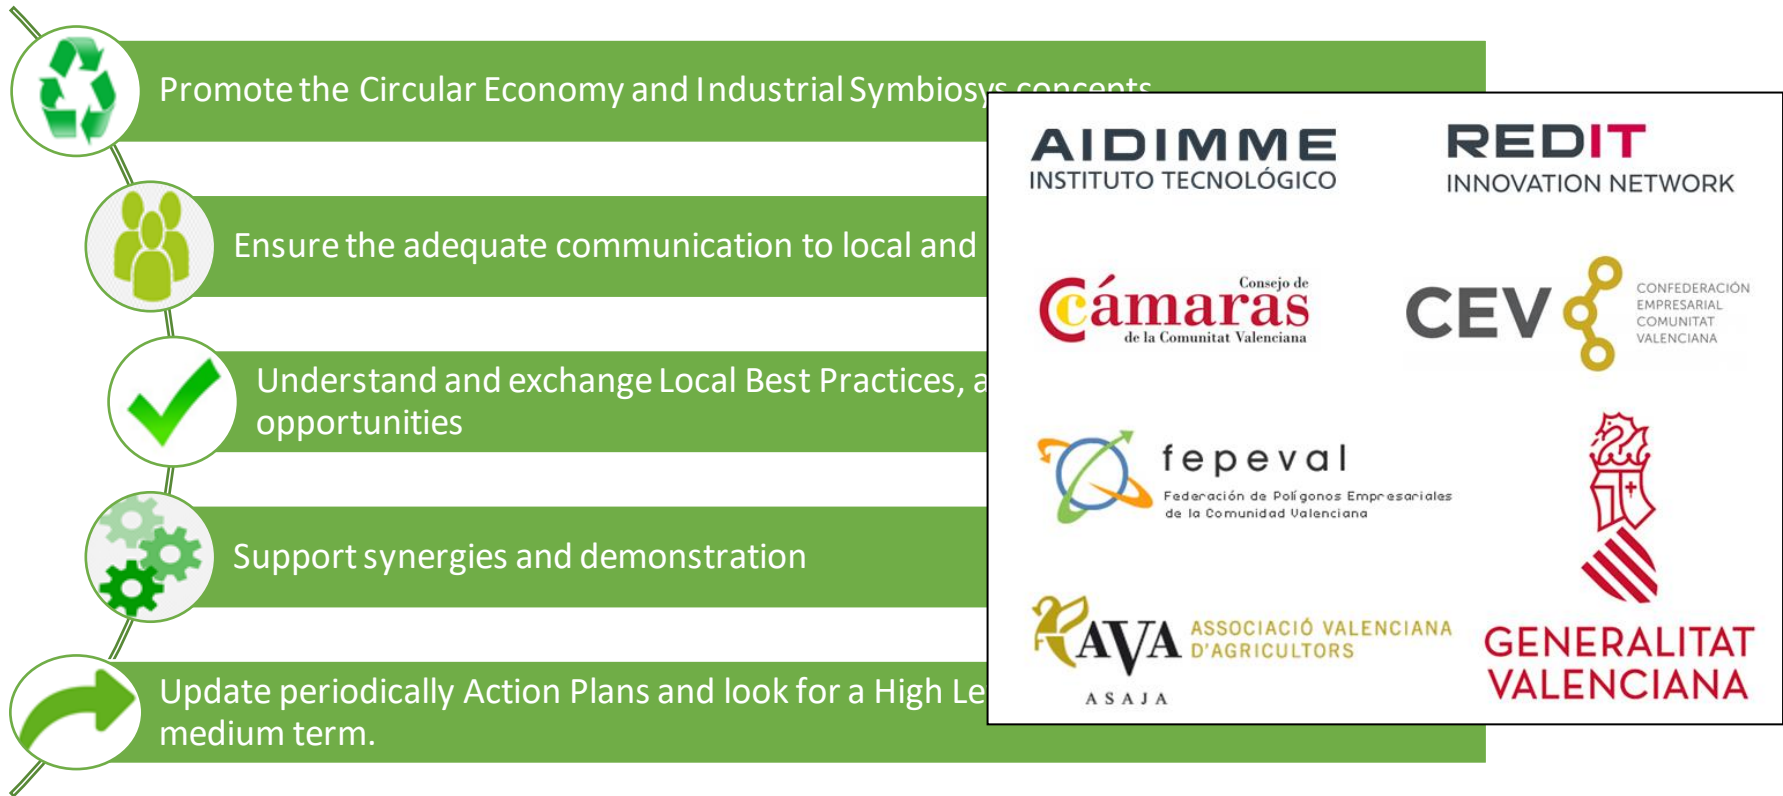 Promote the Circular Economy and Industrial Symbiosys concepts
Ensure the adequate communication to local and
Understand and exchange Local Best Practices,
opportunities
Support synergies and demonstration
Update periodically Action Plans and look for a High
medium term.
AIDIMME
INSTITUTO TECNOLÓGICO
REDIT
INNOVATION NETWORK
Consejo de
Cámaras
de la Comunitat Valenciana
CEV
CONFEDERACIÓN
EMPRESARIAL
COMUNITAT
VALENCIANA
fepeval
Federación de Polígonos Empresariales
de la Comunidad Valenciana
AVA
ASSOCIACIÓ VALENCIANA
D'AGRICULTORS
ASAJA
GENERALITAT
VALENCIANA